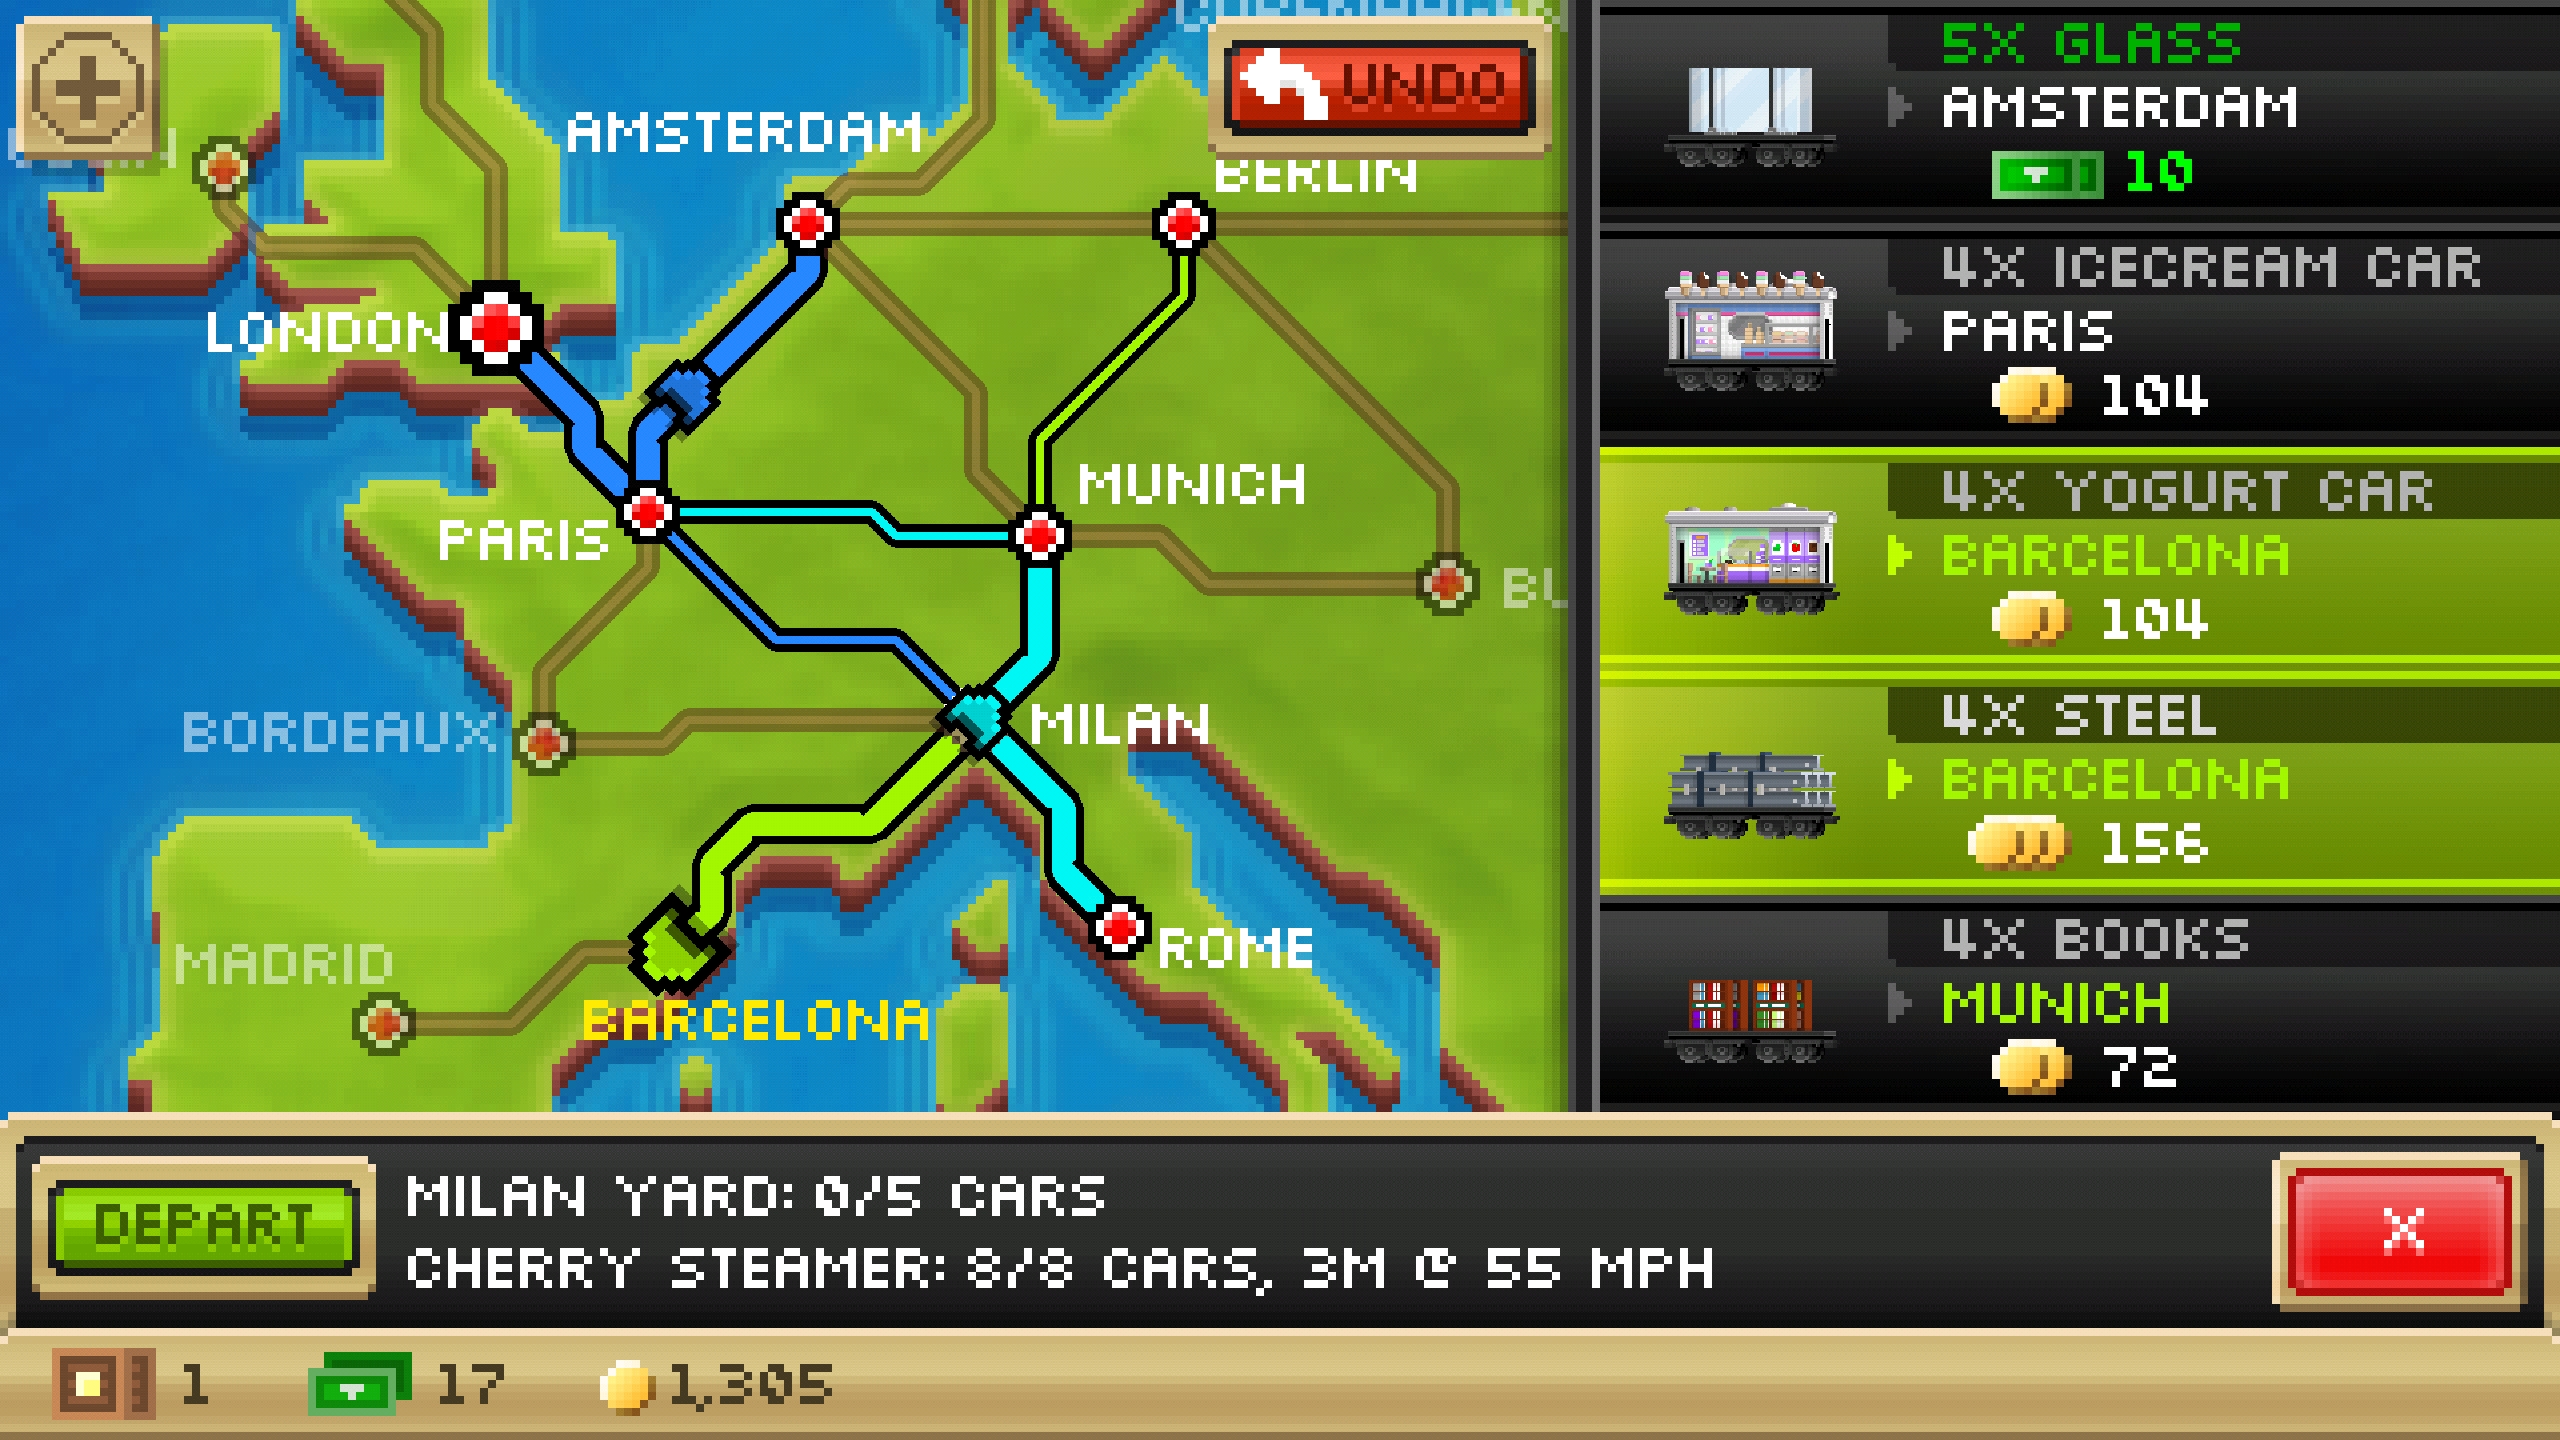 UNDO
AMSTERDAM
BERLIN
LONDON
MUNICH
PARIS
BU
MILAN
BORDEAUX
MADRID
ROME
BARCELONA
5X GLASS
AMSTERDAM
10
4X ICECREAM CAR
PARIS
104
4X YOGURT CAR
BARCELONA
104
4X STEEL
BARCELONA
156
4X BOOKS
MUNICH
72
DEPART
MILAN YARD: 0/5 CARS
CHERRY STEAMER: 8/8 CARS, 3M @ 55 MPH
X
1 17 1,305